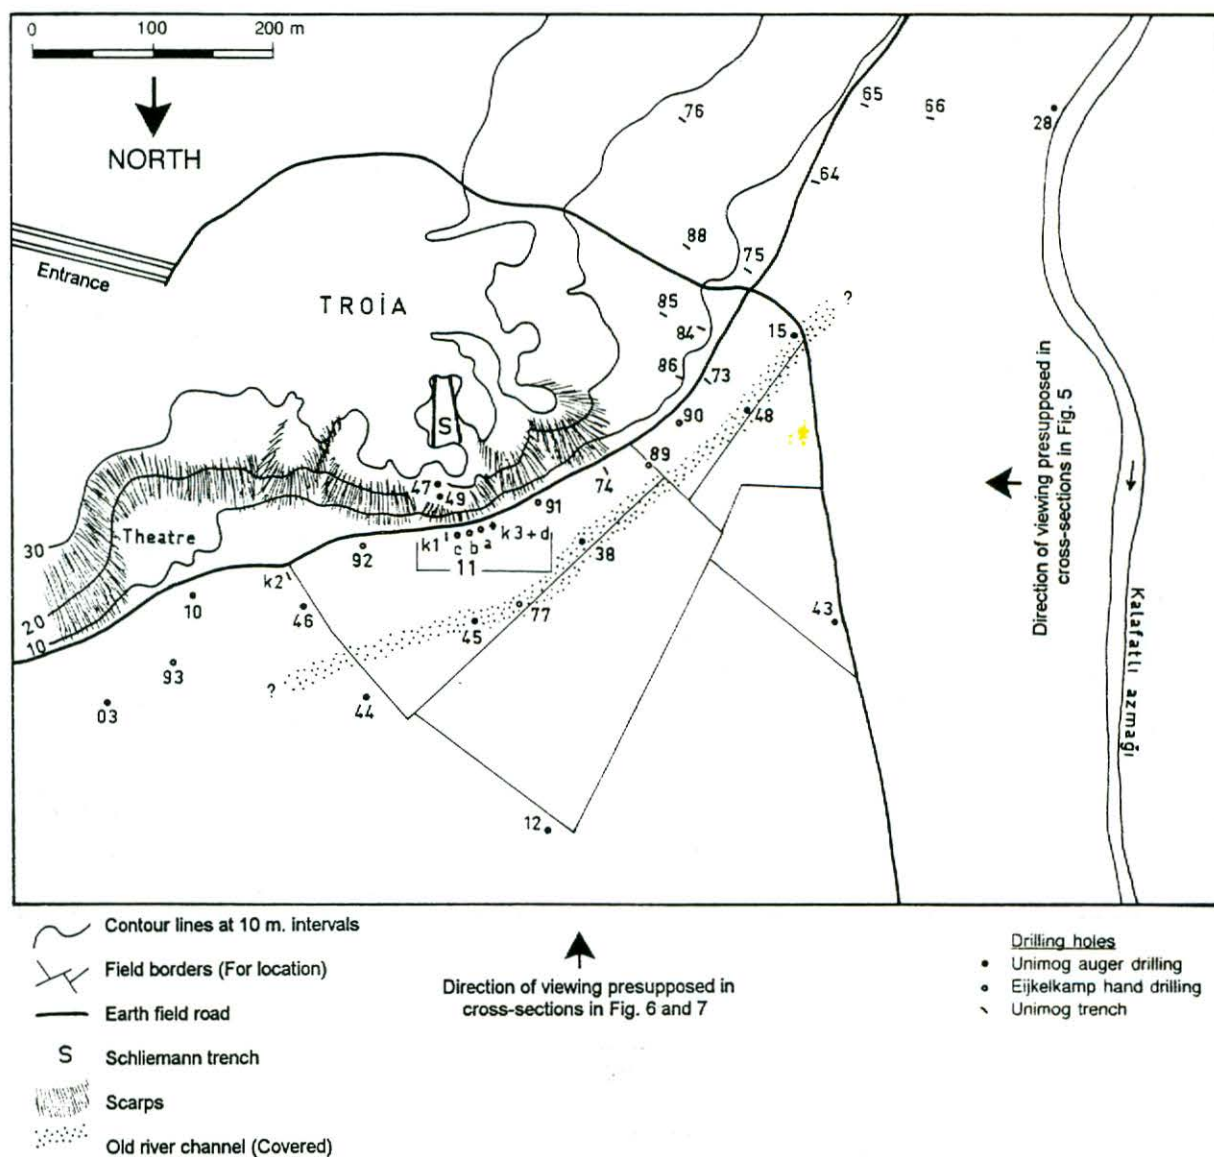 0 100 200 m
NORTH
Entrance
TROİA
S
Theatre
30
20
10
76
65
66
28
64
88
75
85
84
86
73
15
?
48
90
89
74
47
49
91
k1 c b a k3+d
11
38
92
k2
10
46
77
45
43
93
?
44
03
12
Direction of viewing presupposed in
cross-sections in Fig. 5
Kalafatlı azmağı
Contour lines at 10 m. intervals
Field borders (For location)
Earth field road
S Schliemann trench
Scarps
Old river channel (Covered)
Direction of viewing presupposed in
cross-sections in Fig. 6 and 7
Drilling holes
Unimog auger drilling
Eijkelkamp hand drilling
Unimog trench